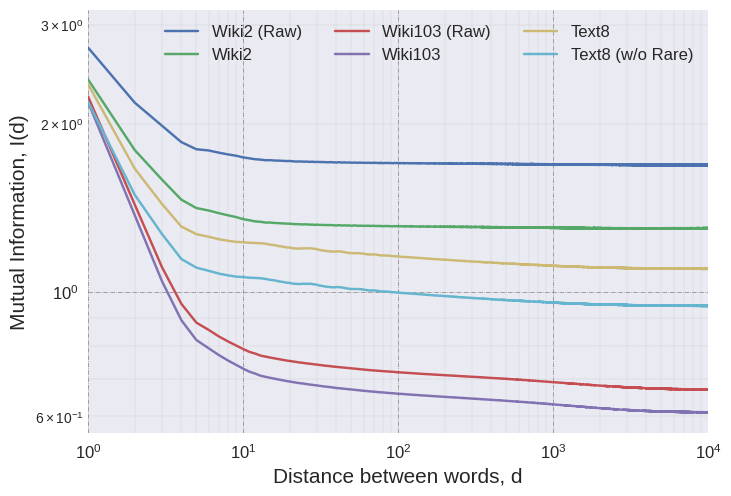 3×10⁰
2×10⁰
10⁰
6×10⁻¹
Mutual Information, I(d)
Wiki2 (Raw) Wiki103 (Raw) Text8
Wiki2 Wiki103 Text8 (w/o Rare)
10⁰ 10¹ 10² 10³ 10⁴
Distance between words, d